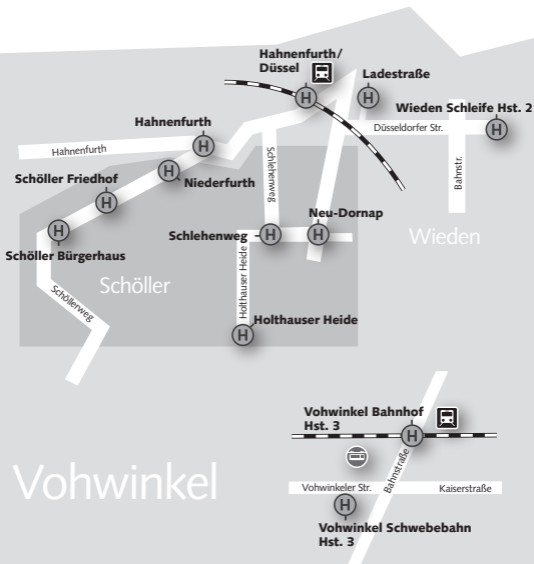 Hahnenfurth/
Düssel
H
Ladestraße
H
Wieden Schleife Hst. 2
H
Hahnenfurth
H
Düsseldorfer Str.
Hahnenfurth
Schlehenweg
Bahnstr.
Schöller Friedhof
H
H
Niederfurth
Neu-Dornap
H
Schöller Bürgerhaus
Schlehenweg
H
H
Wieden
Schöller
Holthauser Heide
Schöllerweg
Holthauser Heide
H
Vohwinkel Bahnhof
Hst. 3
H
Vohwinkel
Bahnstraße
Vohwinkeler Str.
Kaiserstraße
H
Vohwinkel Schwebebahn
Hst. 3